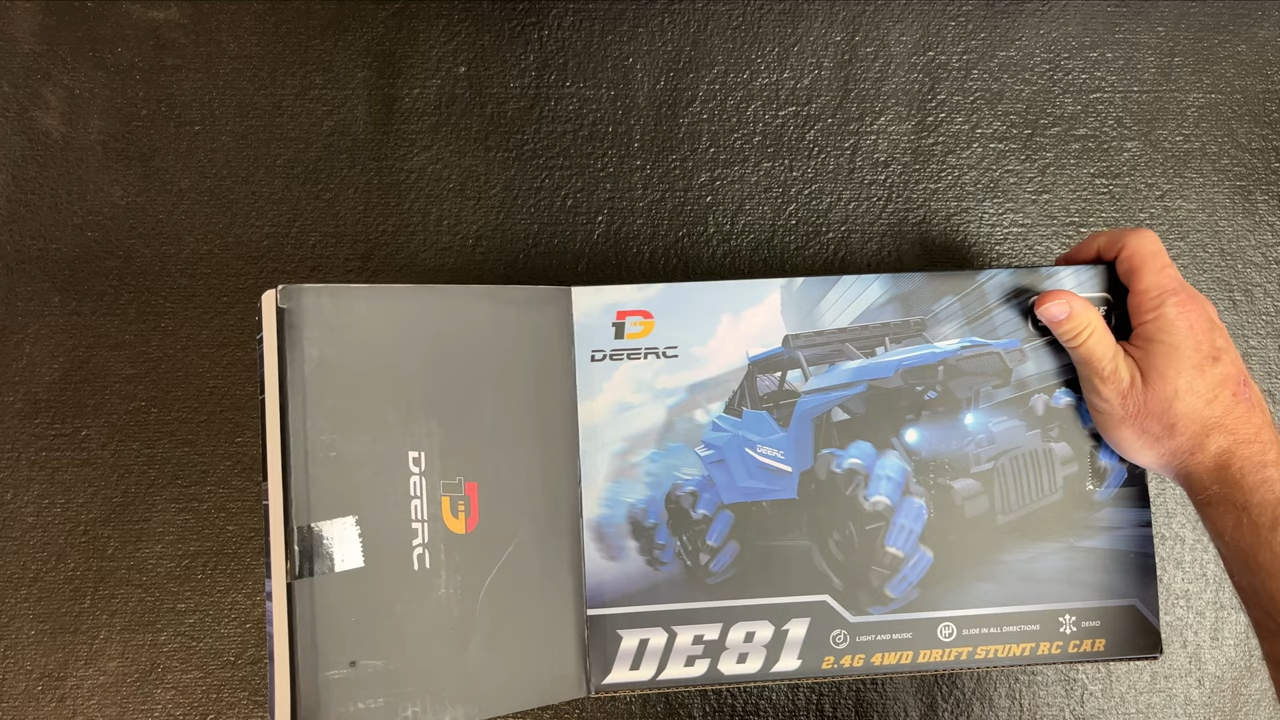 DEERC
DEERC
DEERC
DE81
LIGHT AND MUSIC
SLIDE IN ALL DIRECTIONS
DEMO
2.4G 4WD DRIFT STUNT RC CAR